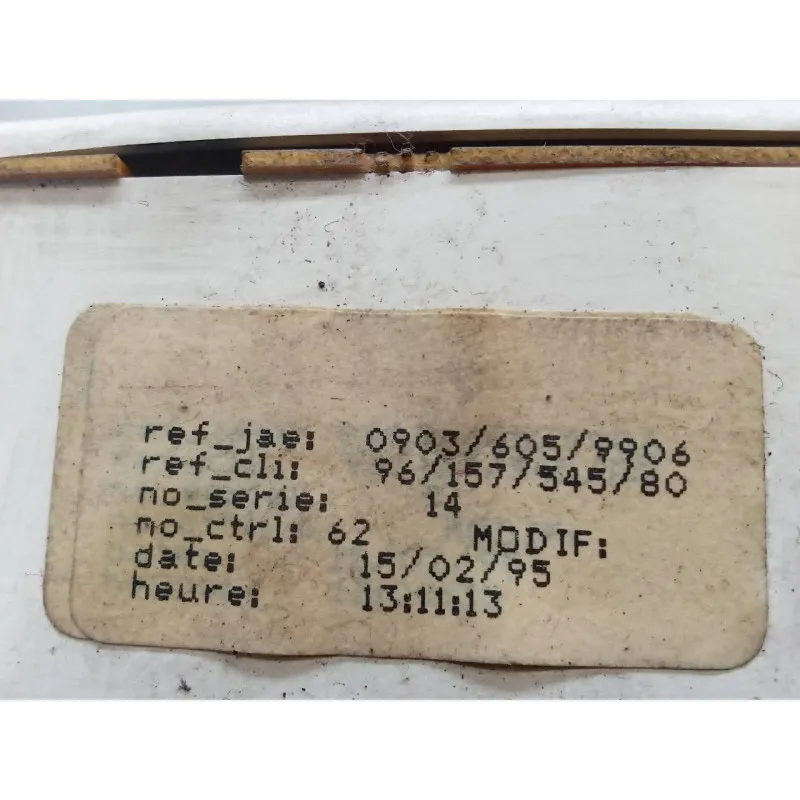 ref_jae: 0903/605/9906
ref_cli: 96/157/545/80
no_serie: 14
no_ctrl: 62 MODIF:
date: 15/02/95
heure: 13:11:13